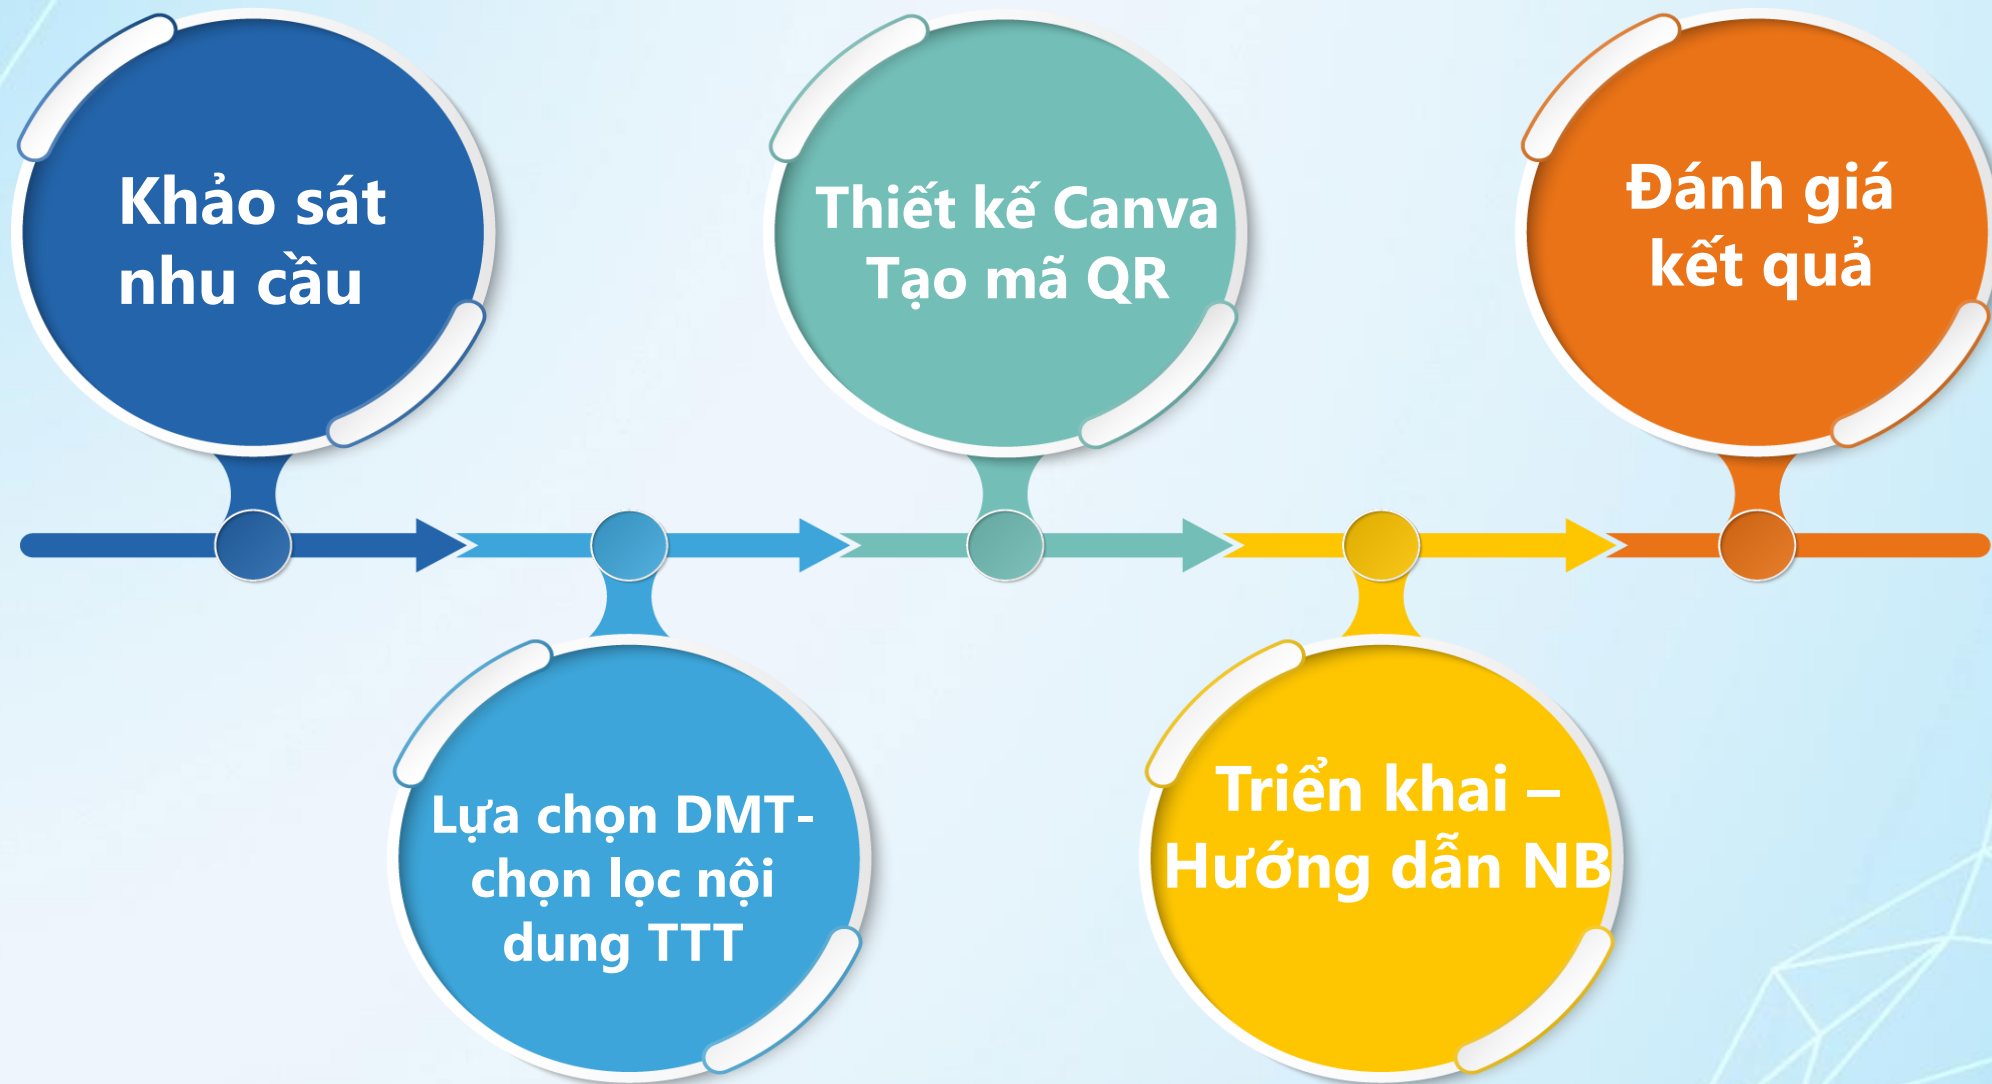 Khảo sát
nhu cầu
Lựa chọn DMT-
chọn lọc nội
dung TTT
Thiết kế Canva
Tạo mã QR
Triển khai –
Hướng dẫn NB
Đánh giá
kết quả